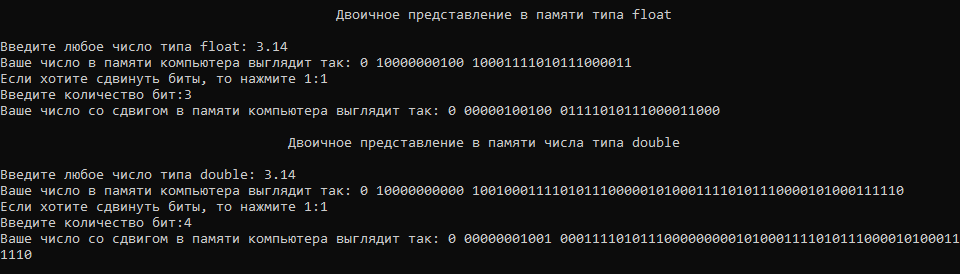 Двоичное представление в памяти типа float
Введите любое число типа float: 3.14
Ваше число в памяти компьютера выглядит так: 0 10000000100 10001111010111000011
Если хотите сдвинуть биты, то нажмите 1:1
Введите количество бит:3
Ваше число со сдвигом в памяти компьютера выглядит так: 0 00000100100 01111010111000011000
Двоичное представление в памяти числа типа double
Введите любое число типа double: 3.14
Ваше число в памяти компьютера выглядит так: 0 10000000000 100100011110101110000010100011110101110000101000111110
Если хотите сдвинуть биты, то нажмите 1:1
Введите количество бит:4
Ваше число со сдвигом в памяти компьютера выглядит так: 0 00000001001 00011110101110000000001010001111010111000010100011
1110